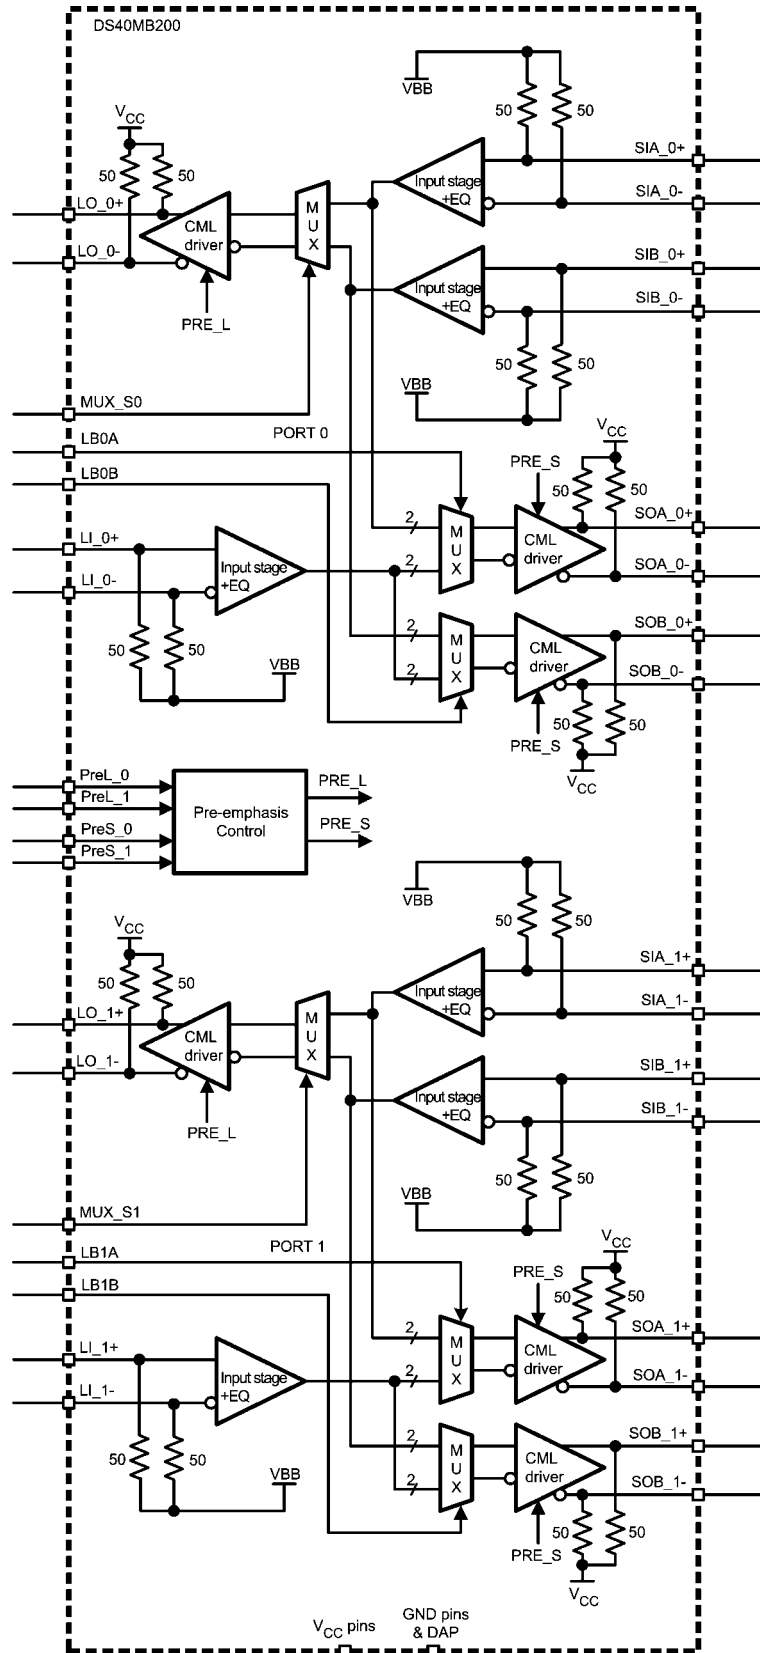 DS40MB200
VBB
50
50
VCC
50
50
SIA_0+
LO_0+
MUX
Input stage
+EQ
SIA_0-
CML
driver
LO_0-
SIB_0+
Input stage
+EQ
SIB_0-
PRE_L
50
50
VBB
MUX_S0
PORT 0
VCC
LB0A
PRE_S
LB0B
50
50
2
MUX
SOA_0+
LI_0+
CML
driver
Input stage
+EQ
2
SOA_0-
LI_0-
2
MUX
SOB_0+
50
50
CML
driver
VBB
2
SOB_0-
50
50
PRE_S
PreL_0
PRE_L
VCC
PreL_1
Pre-emphasis
Control
PreS_0
PRE_S
PreS_1
VBB
50
50
VCC
50
50
SIA_1+
LO_1+
MUX
Input stage
+EQ
SIA_1-
CML
driver
LO_1-
SIB_1+
Input stage
+EQ
SIB_1-
PRE_L
50
50
VBB
MUX_S1
PORT 1
VCC
LB1A
PRE_S
LB1B
50
50
2
MUX
SOA_1+
LI_1+
CML
driver
Input stage
+EQ
2
SOA_1-
LI_1-
2
MUX
SOB_1+
50
50
CML
driver
VBB
2
SOB_1-
50
50
PRE_S
VCC
VCC pins
GND pins
& DAP